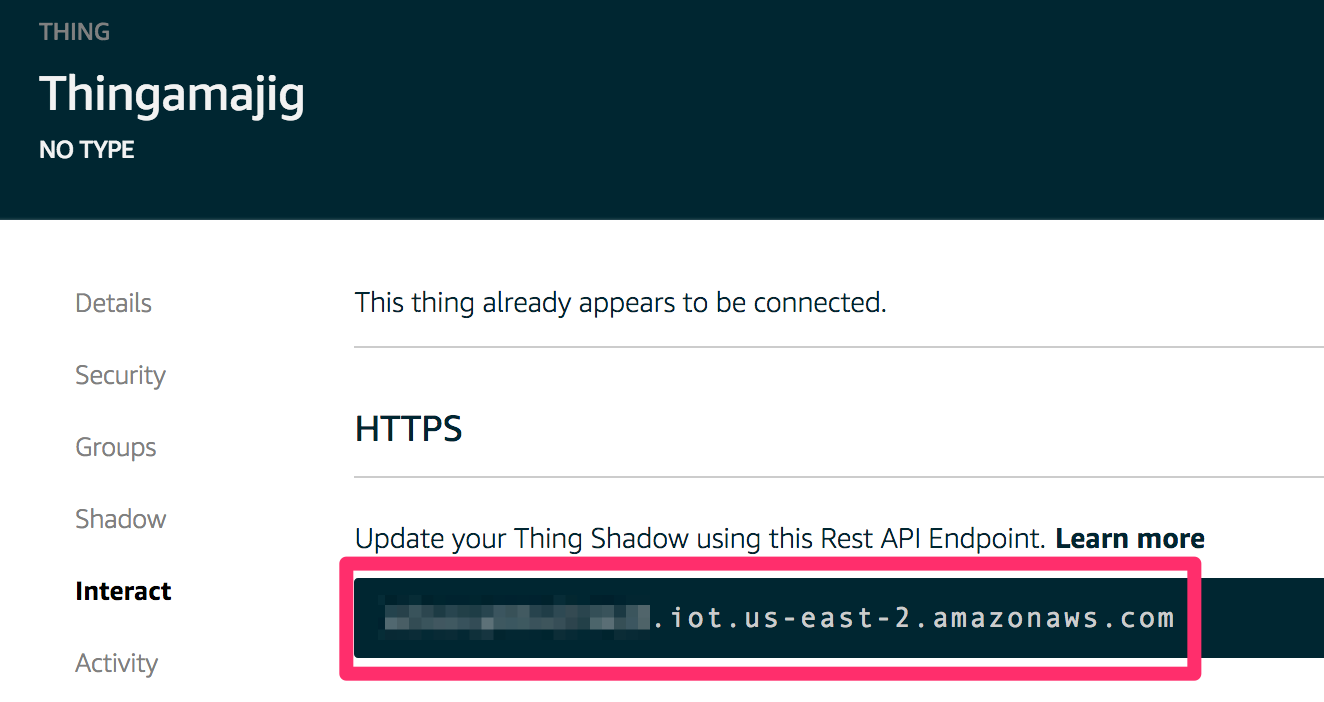 THING
Thingamajig
NO TYPE
Details
Security
Groups
Shadow
Interact
Activity
This thing already appears to be connected.
HTTPS
Update your Thing Shadow using this Rest API Endpoint. Learn more
.iot.us-east-2.amazonaws.com